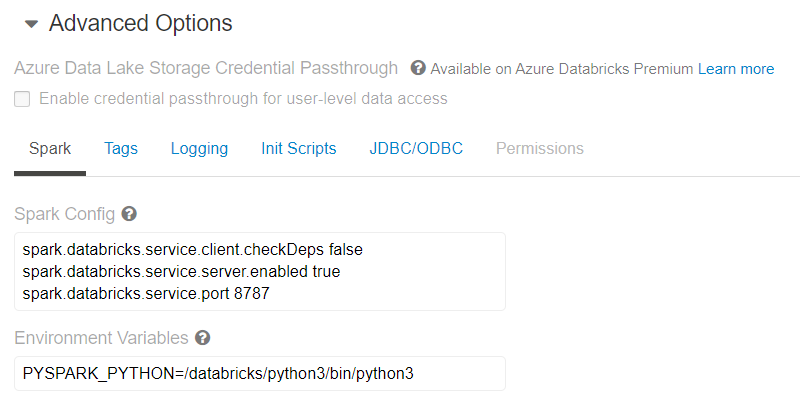 Advanced Options
Azure Data Lake Storage Credential Passthrough ? Available on Azure Databricks Premium Learn more
Enable credential passthrough for user-level data access
Spark Tags Logging Init Scripts JDBC/ODBC Permissions
Spark Config ?
spark.databricks.service.client.checkDeps false
spark.databricks.service.server.enabled true
spark.databricks.service.port 8787
Environment Variables ?
PYSPARK_PYTHON=/databricks/python3/bin/python3